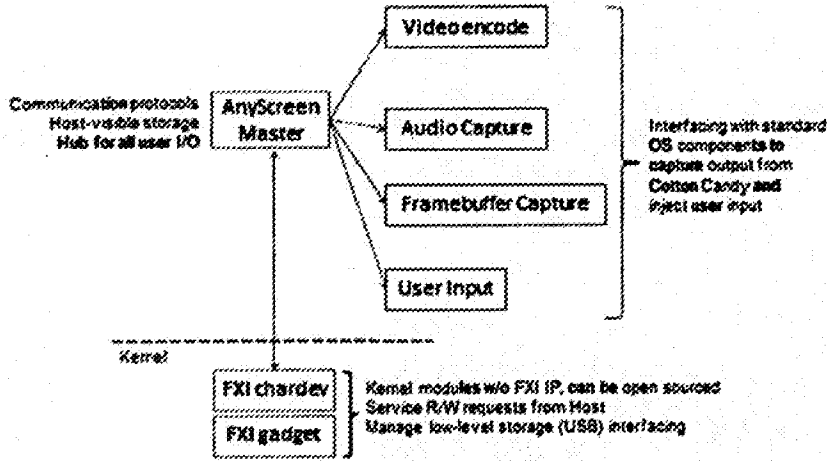 Video encode
Communication protocols
Host-visible storage
Hub for all user I/O
AnyScreen
Master
Audio Capture
Framebuffer Capture
User Input
Interfacing with standard
OS components to
capture output from
Cotton Candy and
inject user input
Kernel
FXI chardev
FXI gadget
Kernel modules w/o FXI IP, can be open sourced
Service R/W requests from Host
Manage low-level storage (USB) interfacing